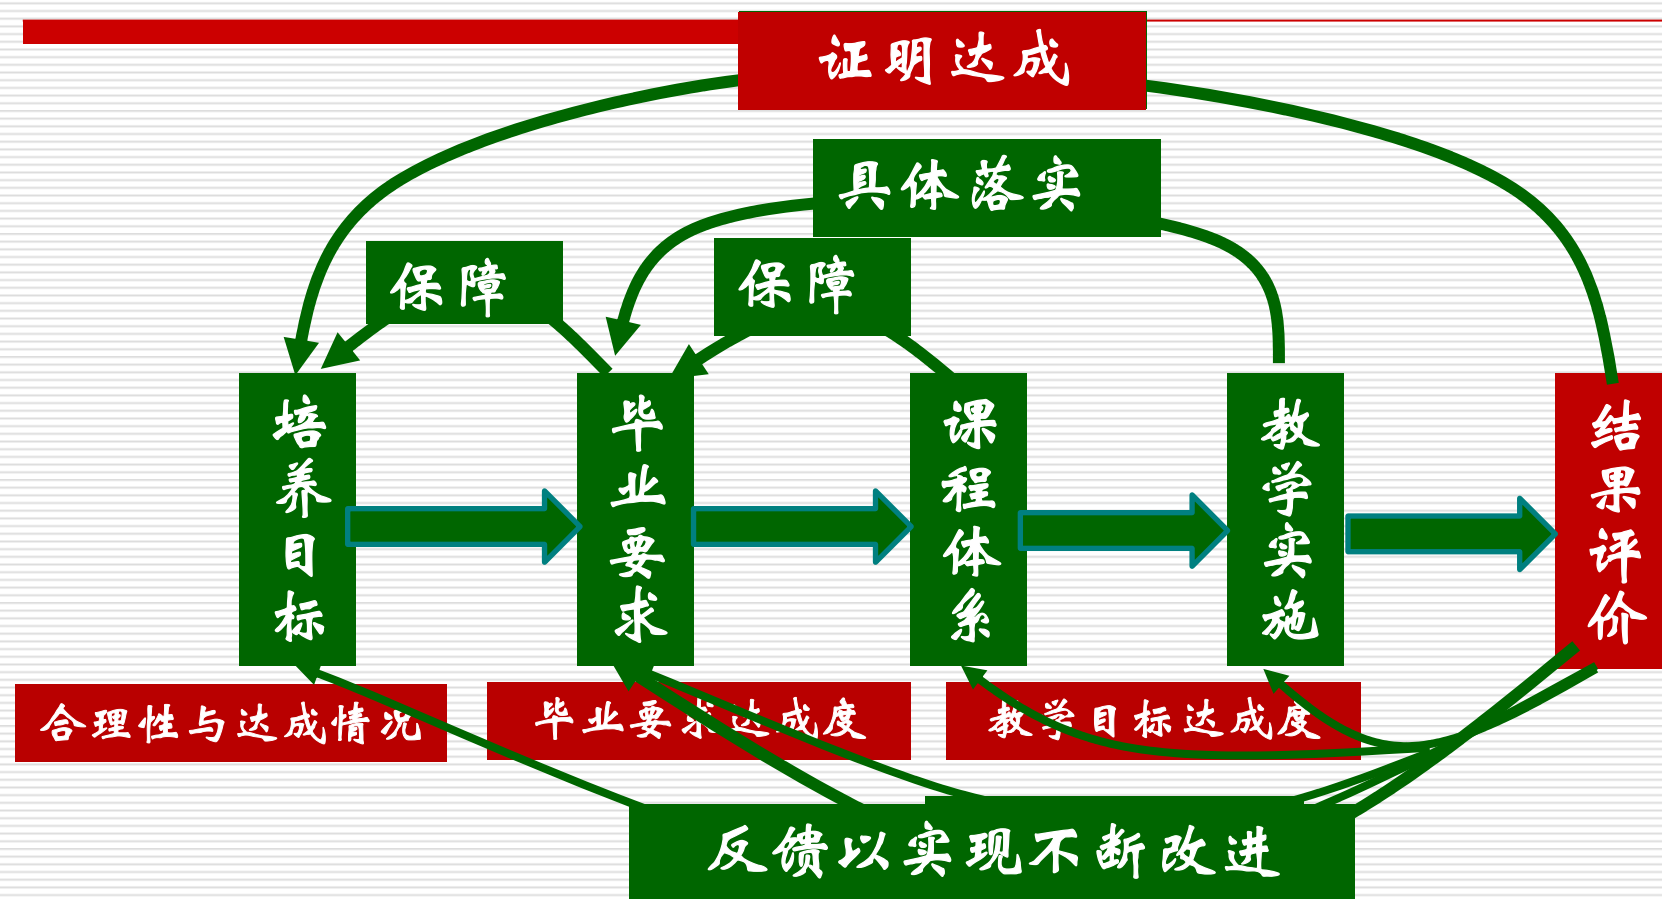 证明达成
具体落实
保障
保障
培养目标
毕业要求
课程体系
教学实施
结果评价
合理性与达成情况
毕业要求达成度
教学目标达成度
反馈以实现不断改进